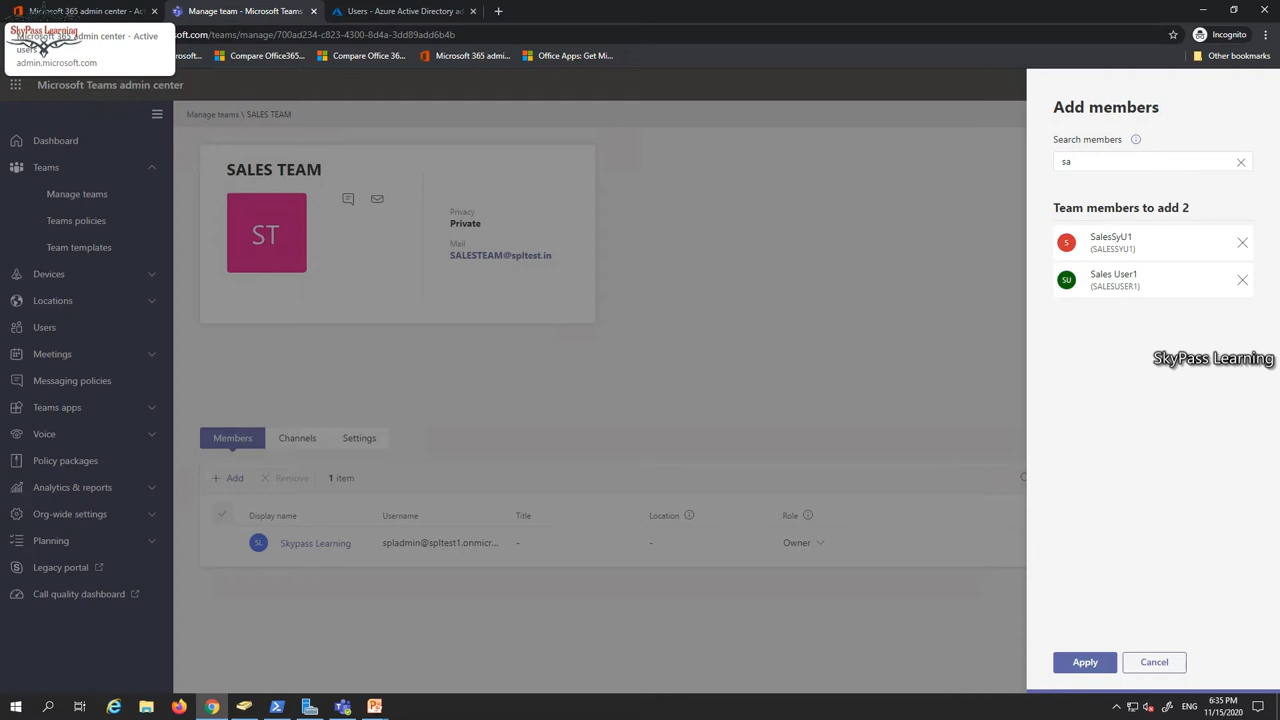 Microsoft 365 admin center - Ac
Manage teams - Microsoft Teams
Users - Azure Active Directory ad
/teams/manage/700ad234-c823-4300-8d4a-3dd89addb64b
Incognito
SkyPass Learning
Microsoft 365 admin center - Active
users
admin.microsoft.com
Compare Office365...
Compare Office 36...
Microsoft 365 admi...
Office Apps: Get Mi...
Other bookmarks
Microsoft Teams admin center
Dashboard
Teams
Manage teams
Teams policies
Team templates
Devices
Locations
Users
Meetings
Messaging policies
Teams apps
Voice
Policy packages
Analytics & reports
Org-wide settings
Planning
Legacy portal
Call quality dashboard
Manage teams \ SALES TEAM
SALES TEAM
ST
Privacy
Private
Mail
SALESTEAM@spltest.in
Members
Channels
Settings
+ Add
Remove
1 item
Display name
Username
Title
Location
Role
SL
Skypass Learning
spladmin@spltest1.onmicr...
-
-
Owner
Add members
Search members
sa
Team members to add 2
S
SalesSyU1
(SALESSYU1)
SU
Sales User1
(SALESUSER1)
SkyPass Learning
Apply
Cancel
ENG
6:35 PM
11/15/2020